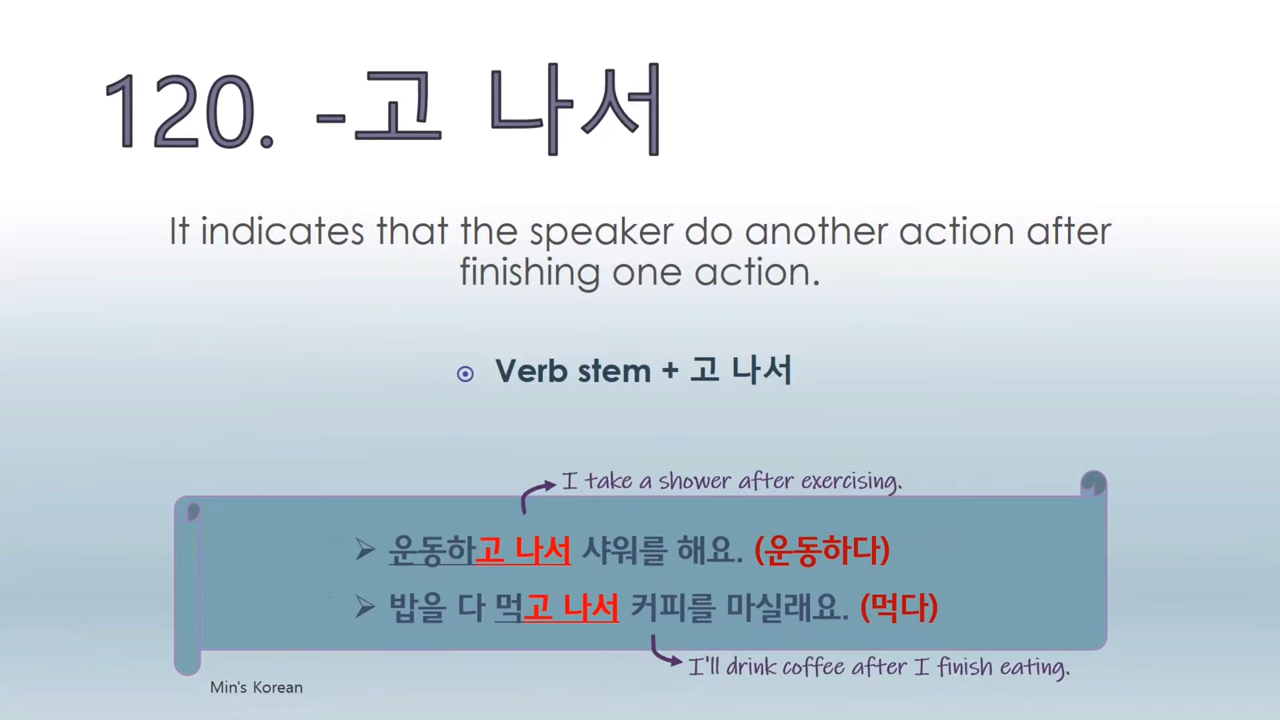 120. -고 나서
It indicates that the speaker do another action after
finishing one action.
Verb stem + 고 나서
I take a shower after exercising.
운동하고 나서 샤워를 해요. (운동하다)
밥을 다 먹고 나서 커피를 마실래요. (먹다)
I'll drink coffee after I finish eating.
Min's Korean